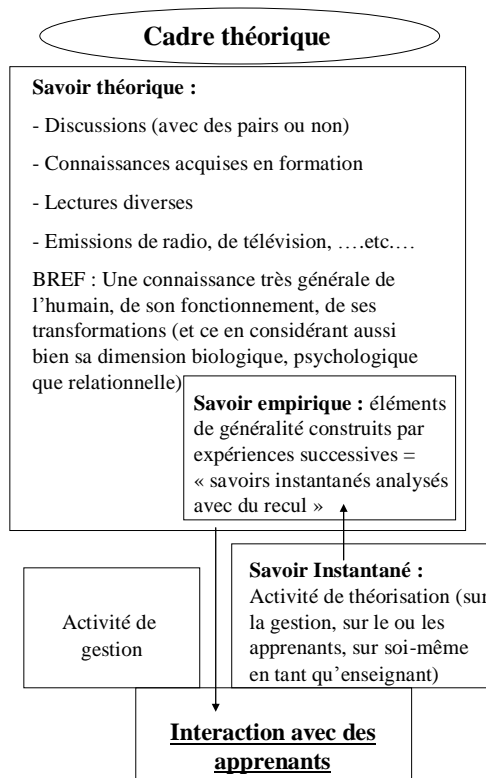 Cadre théorique
Savoir théorique :
- Discussions (avec des pairs ou non)
- Connaissances acquises en formation
- Lectures diverses
- Emissions de radio, de télévision, ….etc.…
BREF : Une connaissance très générale de
l’humain, de son fonctionnement, de ses
transformations (et ce en considérant aussi
bien sa dimension biologique, psychologique
que relationnelle)
Savoir empirique : éléments
de généralité construits par
expériences successives =
« savoirs instantanés analysés
avec du recul »
Activité de
gestion
Savoir Instantané :
Activité de théorisation (sur
la gestion, sur le ou les
apprenants, sur soi-même
en tant qu’enseignant)
Interaction avec des
apprenants